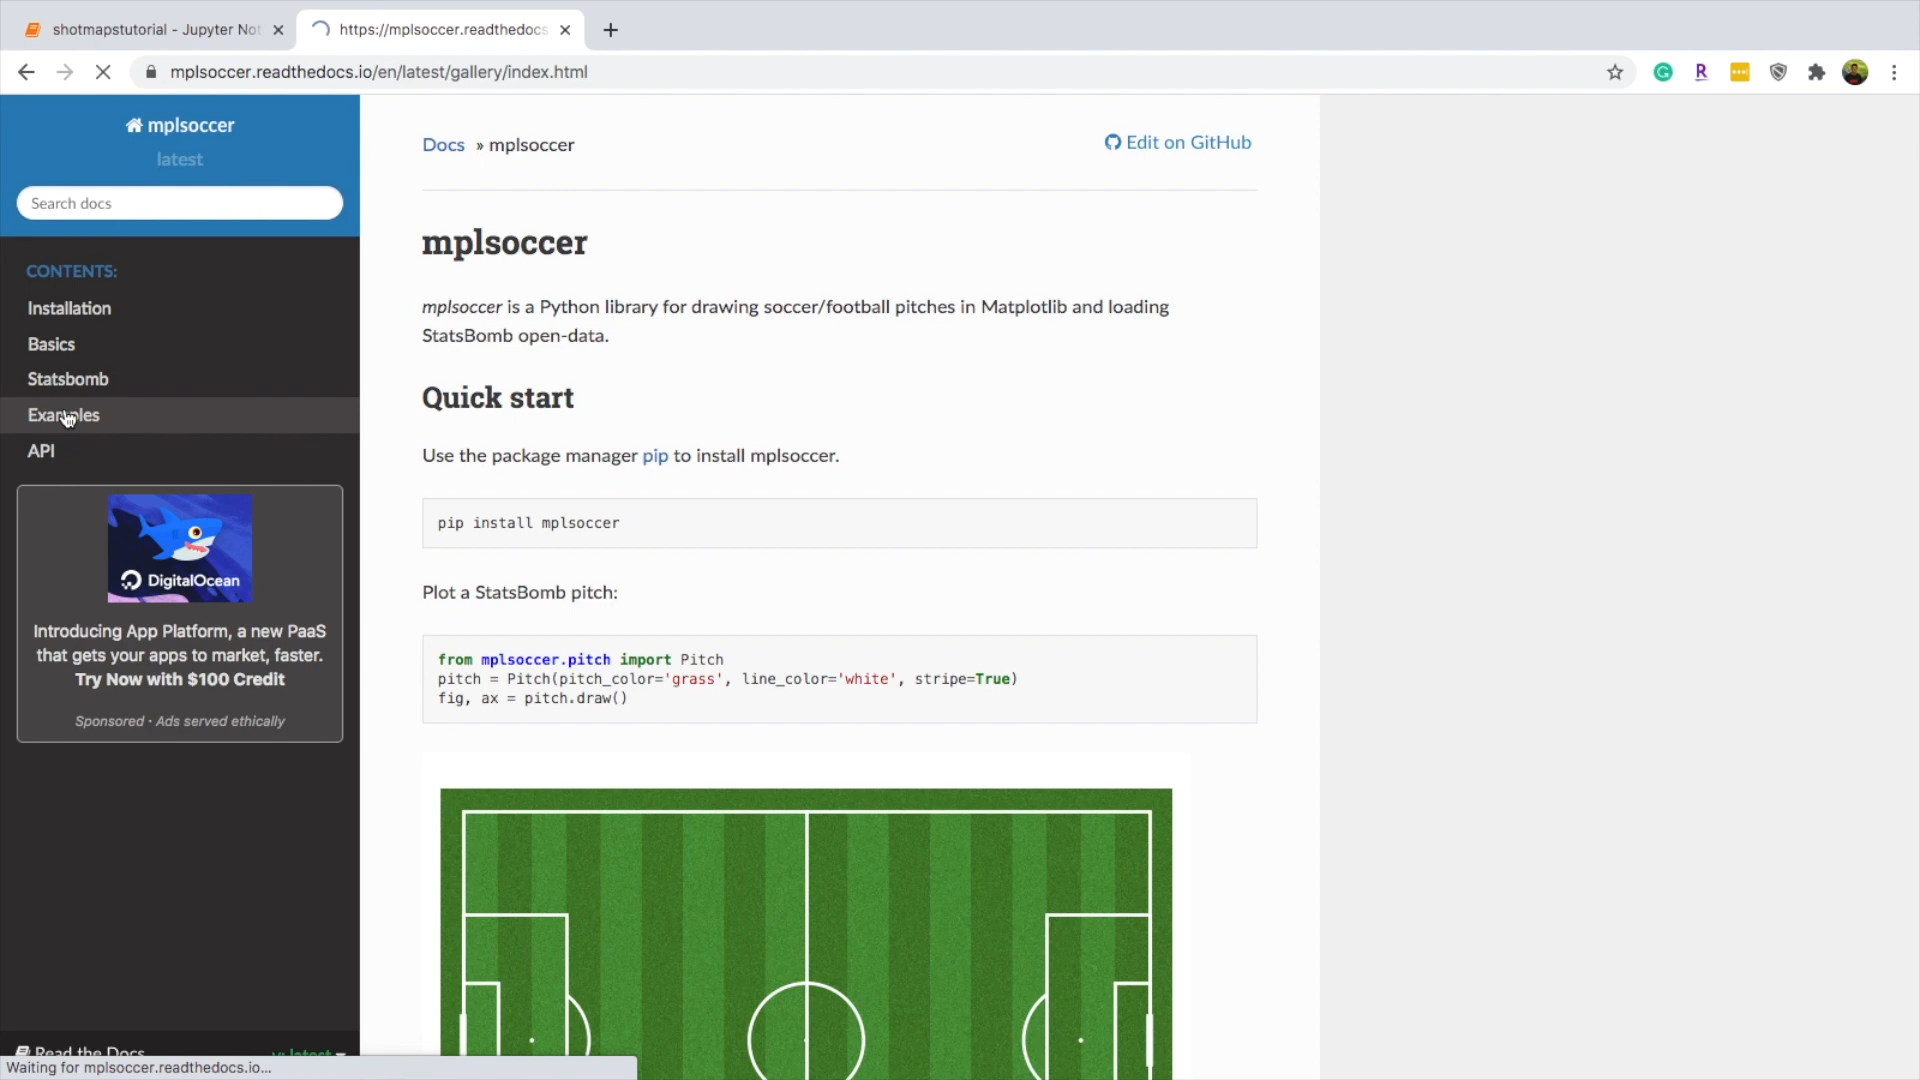 shotmapstutorial - Jupyter Not
https://mplsoccer.readthedocs
mplsoccer.readthedocs.io/en/latest/gallery/index.html
mplsoccer
latest
Search docs
CONTENTS:
Installation
Basics
Statsbomb
Examples
API
DigitalOcean
Introducing App Platform, a new PaaS
that gets your apps to market, faster.
Try Now with $100 Credit
Sponsored · Ads served ethically
Read the Docs
v: latest
Waiting for mplsoccer.readthedocs.io...
Docs » mplsoccer
Edit on GitHub
mplsoccer
mplsoccer is a Python library for drawing soccer/football pitches in Matplotlib and loading
StatsBomb open-data.
Quick start
Use the package manager pip to install mplsoccer.
pip install mplsoccer
Plot a StatsBomb pitch:
from mplsoccer.pitch import Pitch
pitch = Pitch(pitch_color='grass', line_color='white', stripe=True)
fig, ax = pitch.draw()